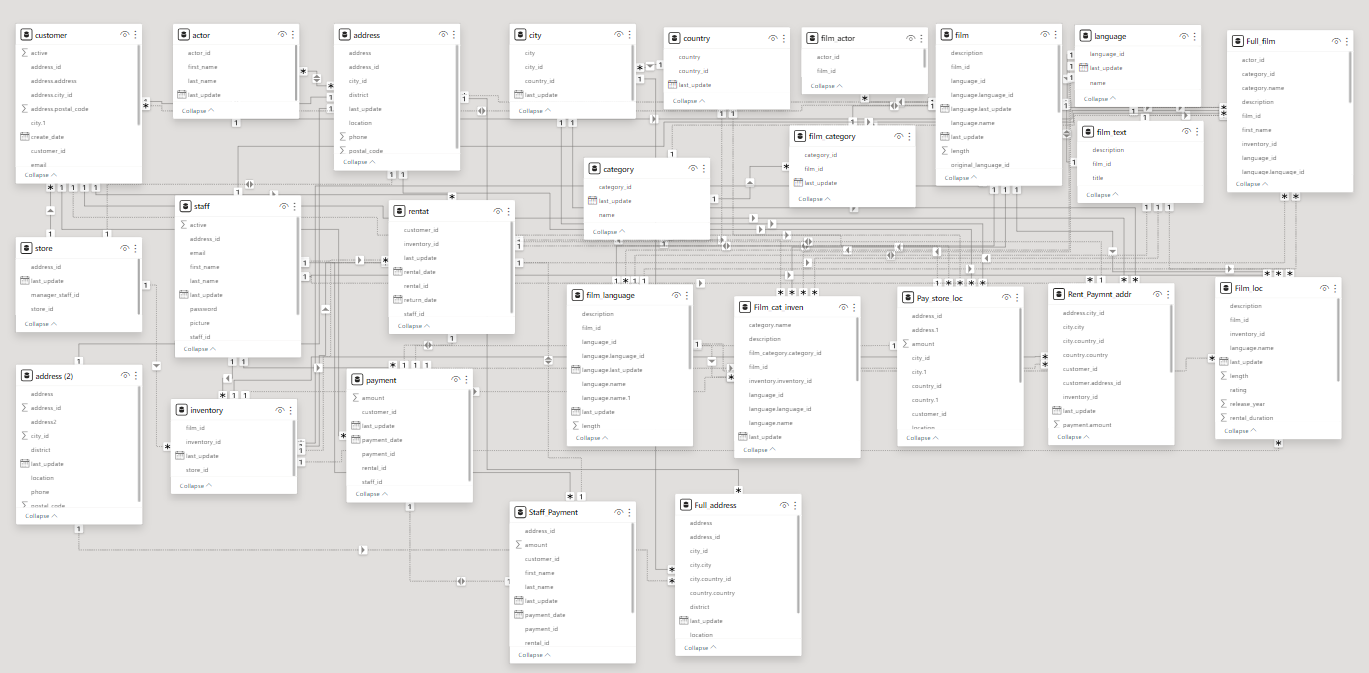 customer
active
address_id
address.address
address.city_id
address.postal_code
city.1
create_date
customer_id
email
Collapse
actor
actor_id
first_name
last_name
last_update
Collapse
address
address
address_id
city_id
district
last_update
location
phone
postal_code
Collapse
city
city
city_id
country_id
last_update
Collapse
country
country
country_id
last_update
Collapse
film_actor
actor_id
film_id
Collapse
film
description
film_id
language_id
language.language_id
language.last_update
language.name
last_update
length
original_language_id
Collapse
language
language_id
last_update
name
Collapse
Full_film
actor_id
category_id
category.name
description
film_id
first_name
inventory_id
language_id
language.language_id
Collapse
film_category
category_id
film_id
last_update
Collapse
film_text
description
film_id
title
Collapse
category
category_id
last_update
name
Collapse
staff
active
address_id
email
first_name
last_name
last_update
password
picture
staff_id
Collapse
rentat
customer_id
inventory_id
last_update
rental_date
rental_id
return_date
staff_id
Collapse
store
address_id
last_update
manager_staff_id
store_id
Collapse
film_language
description
film_id
language_id
language.language_id
language.last_update
language.name
language.name.1
last_update
length
Collapse
Film_cat_inven
category.name
description
film_category.category_id
film_id
inventory.inventory_id
language_id
language.language_id
language.name
last_update
Collapse
Pay_store_loc
address_id
address.1
amount
city_id
city.1
country_id
country.1
customer_id
location
Collapse
Rent_Paymnt_addr
address.city_id
city.city
city.country_id
country.country
customer_id
customer.address_id
inventory_id
last_update
payment.amount
Collapse
Film_loc
description
film_id
inventory_id
language.name
last_update
length
rating
release_year
rental_duration
Collapse
address (2)
address
address_id
address2
city_id
district
last_update
location
phone
postal_code
Collapse
inventory
film_id
inventory_id
last_update
store_id
Collapse
payment
amount
customer_id
last_update
payment_date
payment_id
rental_id
staff_id
Collapse
Staff_Payment
address_id
amount
customer_id
first_name
last_name
last_update
payment_date
payment_id
rental_id
Collapse
Full_address
address
address_id
city_id
city.city
city.country_id
country.country
district
last_update
location
Collapse